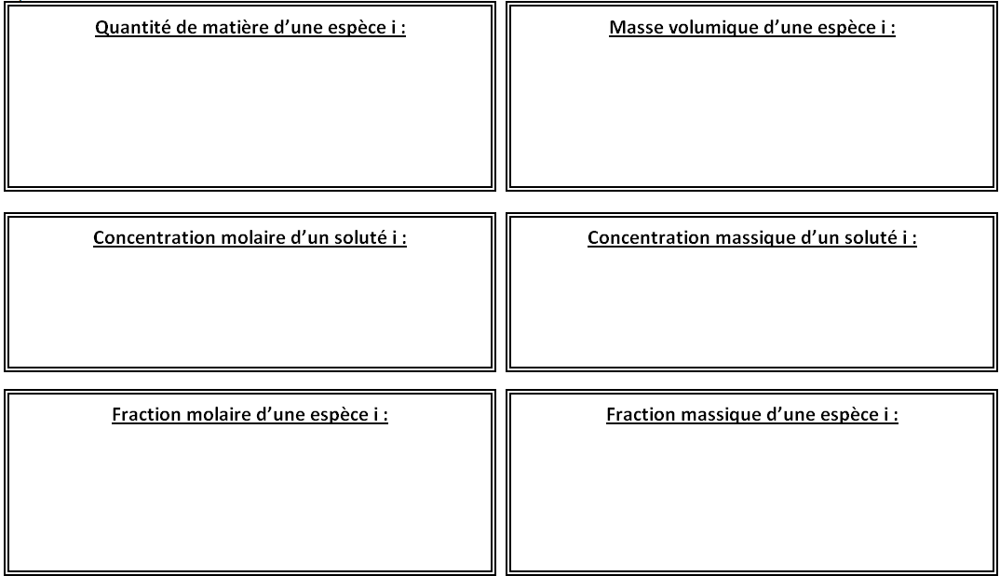 Quantité de matière d’une espèce i :
Masse volumique d’une espèce i :
Concentration molaire d’un soluté i :
Concentration massique d’un soluté i :
Fraction molaire d’une espèce i :
Fraction massique d’une espèce i :